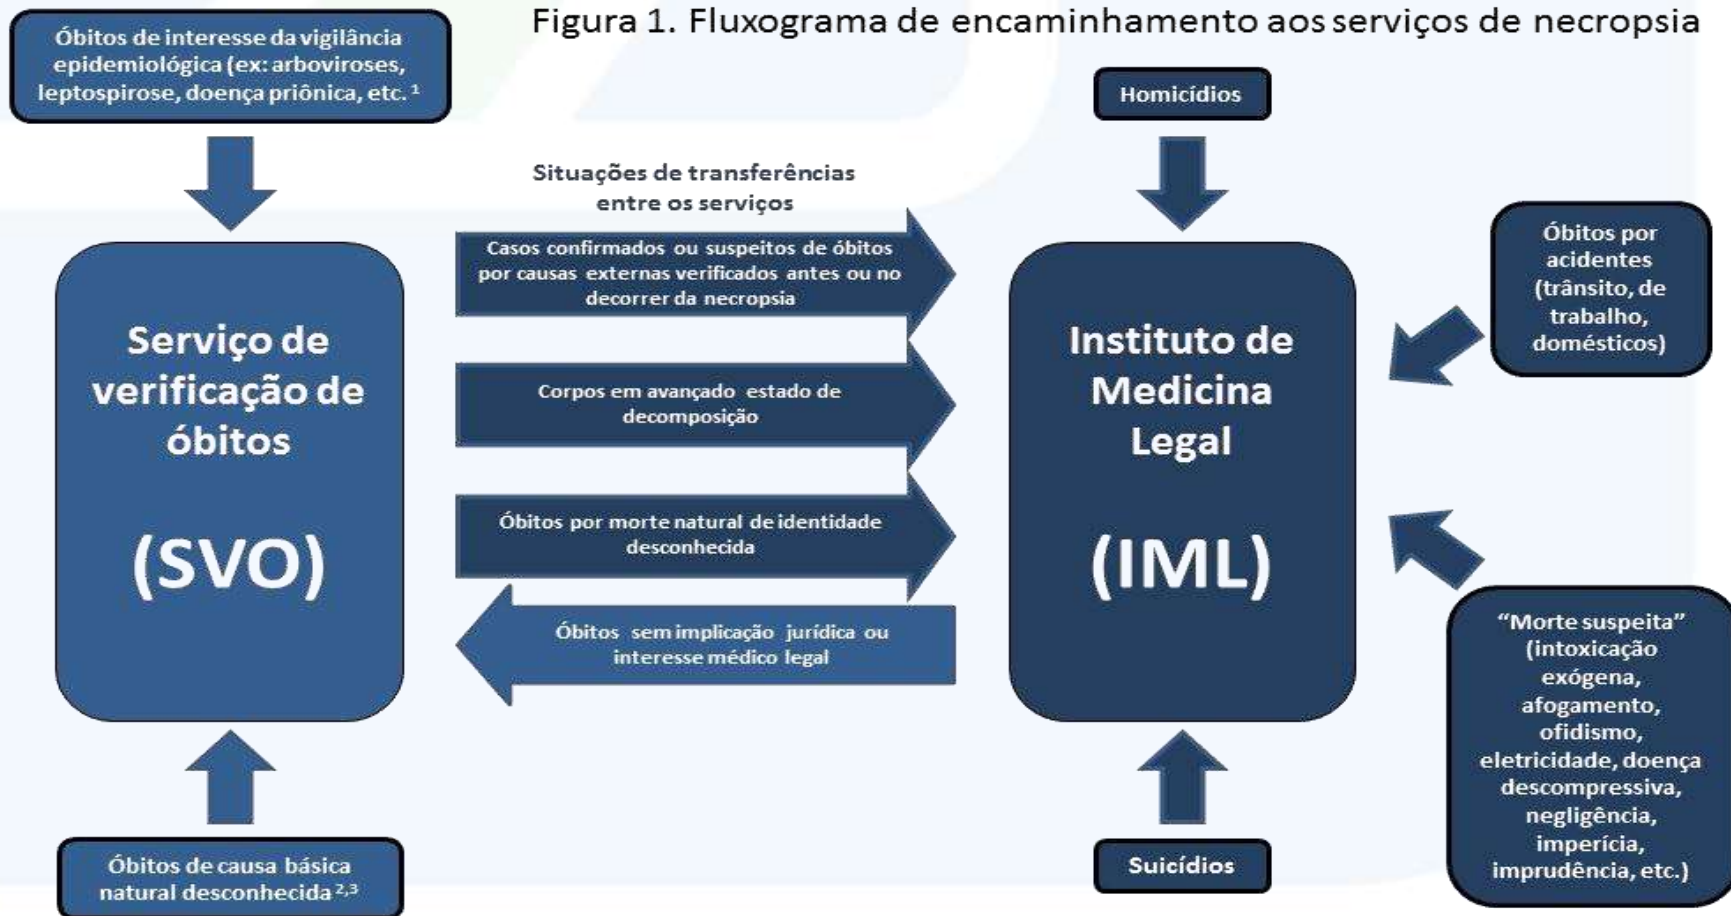 Figura 1. Fluxograma de encaminhamento aos serviços de necropsia
Óbitos de interesse da vigilância
epidemiológica (ex: arboviroses,
leptospirose, doença priônica, etc. ¹
Homicídios
Situações de transferências
entre os serviços
Casos confirmados ou suspeitos de óbitos
por causas externas verificados antes ou no
decorrer da necropsia
Óbitos por
acidentes
(trânsito, de
trabalho,
domésticos)
Serviço de
verificação de
óbitos
(SVO)
Corpos em avançado estado de
decomposição
Instituto de
Medicina
Legal
(IML)
Óbitos por morte natural de identidade
desconhecida
Óbitos sem implicação jurídica ou
interesse médico legal
“Morte suspeita”
(intoxicação
exógena,
afogamento,
ofidismo,
eletricidade, doença
descompressiva,
negligência,
imperícia,
imprudência, etc.)
Óbitos de causa básica
natural desconhecida ²,³
Suicídios